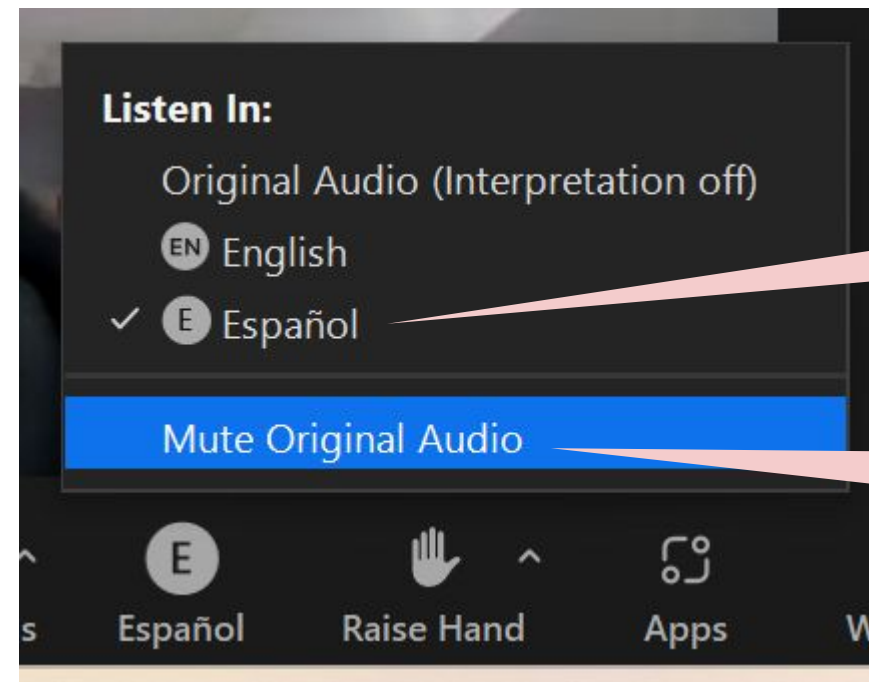 Listen In:
Original Audio (Interpretation off)
EN English
E Español
Mute Original Audio
E
s Español Raise Hand Apps W